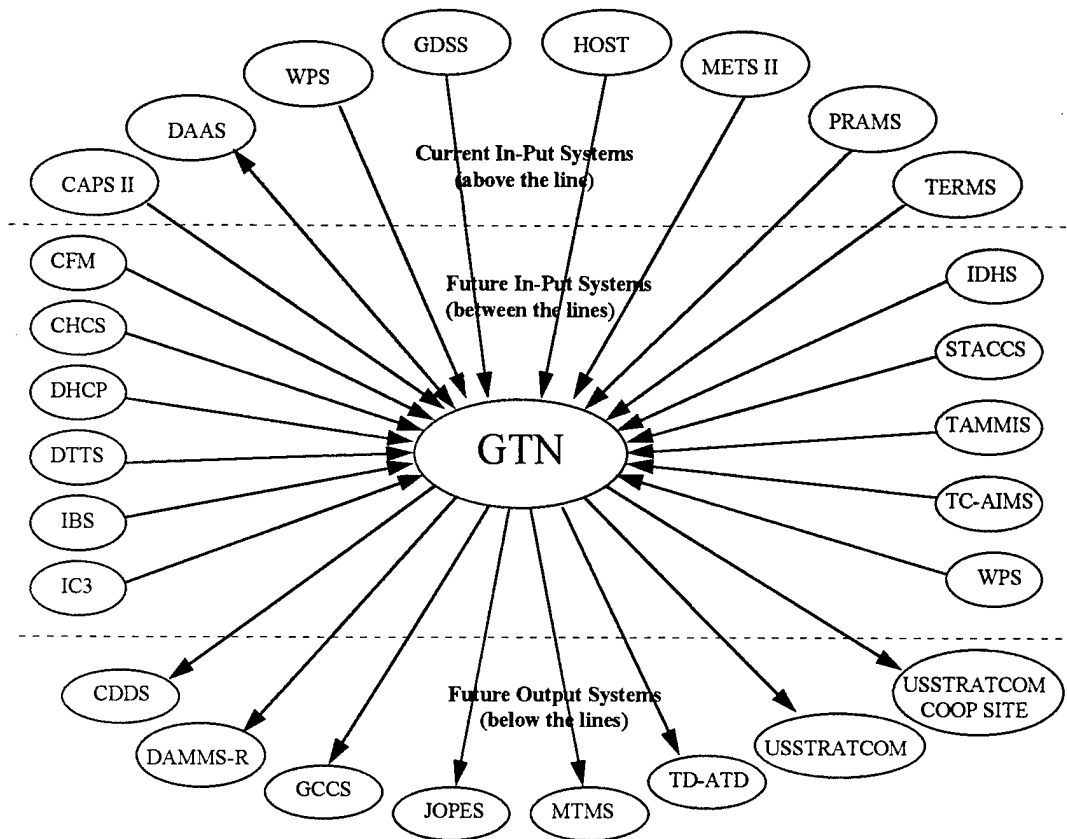 GDSS
HOST
WPS
METS II
DAAS
PRAMS
CAPS II
TERMS
Current In-Put Systems
(above the line)
CFM
IDHS
Future In-Put Systems
(between the lines)
CHCS
STACCS
DHCP
TAMMIS
GTN
DTTS
TC-AIMS
IBS
IC3
WPS
CDDS
USSTRATCOM
COOP SITE
Future Output Systems
(below the lines)
DAMMS-R
USSTRATCOM
GCCS
TD-ATD
JOPES
MTMS